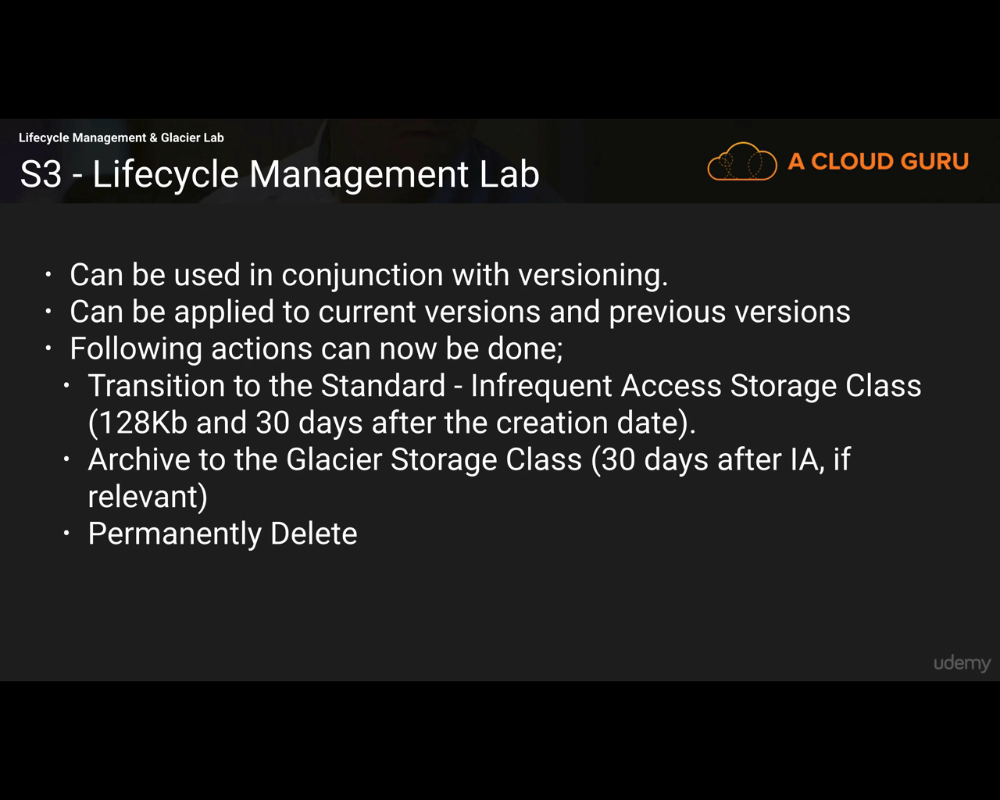 Lifecycle Management & Glacier Lab
S3 - Lifecycle Management Lab
A CLOUD GURU
• Can be used in conjunction with versioning.
• Can be applied to current versions and previous versions
• Following actions can now be done;
• Transition to the Standard - Infrequent Access Storage Class
(128Kb and 30 days after the creation date).
• Archive to the Glacier Storage Class (30 days after IA, if
relevant)
• Permanently Delete
udemy